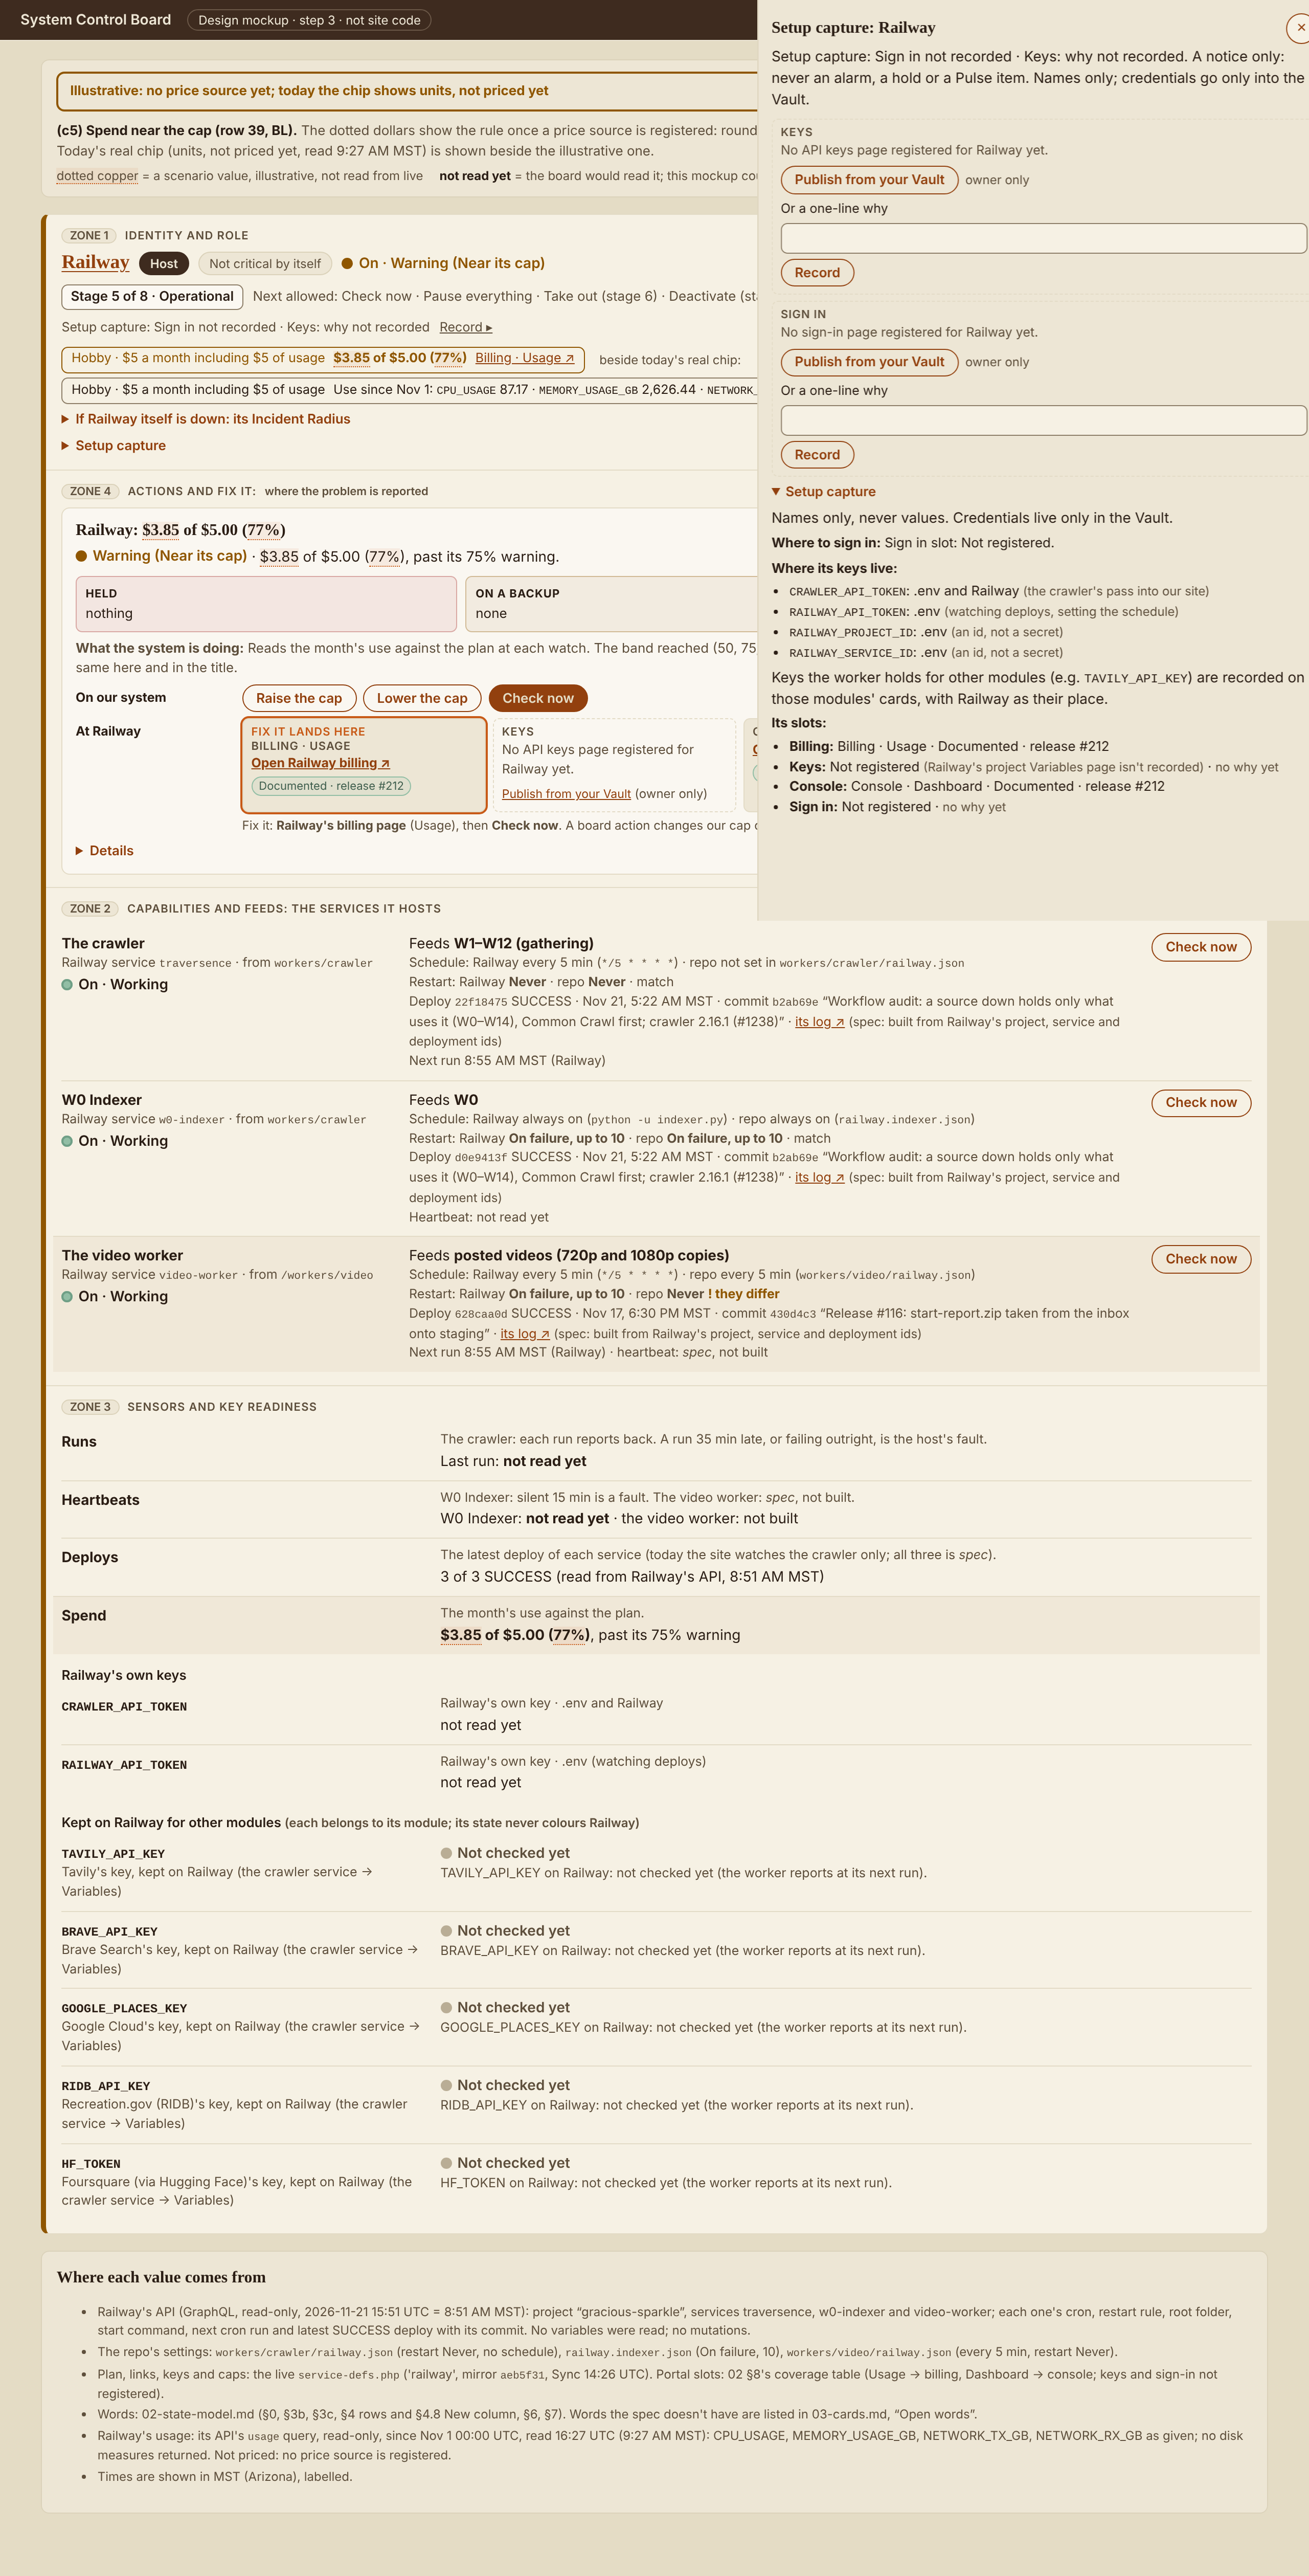 System Control Board
Design mockup · step 3 · not site code
Illustrative: no price source yet; today the chip shows units, not priced yet
(c5) Spend near the cap (row 39, BL). The dotted dollars show the rule once a price source is registered: round
Today's real chip (units, not priced yet, read 9:27 AM MST) is shown beside the illustrative one.
dotted copper = a scenario value, illustrative, not read from live not read yet = the board would read it; this mockup cou
ZONE 1 IDENTITY AND ROLE
Railway Host Not critical by itself On · Warning (Near its cap)
Stage 5 of 8 · Operational Next allowed: Check now · Pause everything · Take out (stage 6) · Deactivate (sta
Setup capture: Sign in not recorded · Keys: why not recorded Record ▸
Hobby · $5 a month including $5 of usage $3.85 of $5.00 (77%) Billing · Usage ↗ beside today's real chip:
Hobby · $5 a month including $5 of usage Use since Nov 1: CPU_USAGE 87.17 · MEMORY_USAGE_GB 2,626.44 · NETWORK_
▶ If Railway itself is down: its Incident Radius
▶ Setup capture
ZONE 4 ACTIONS AND FIX IT: where the problem is reported
Railway: $3.85 of $5.00 (77%)
Warning (Near its cap) · $3.85 of $5.00 (77%), past its 75% warning.
HELD
nothing
ON A BACKUP
none
What the system is doing: Reads the month's use against the plan at each watch. The band reached (50, 75,
same here and in the title.
On our system Raise the cap Lower the cap Check now
At Railway
FIX IT LANDS HERE
BILLING · USAGE
Open Railway billing ↗
Documented · release #212
KEYS
No API keys page registered for
Railway yet.
Publish from your Vault (owner only)
Fix it: Railway's billing page (Usage), then Check now. A board action changes our cap o
▶ Details
Setup capture: Railway
×
Setup capture: Sign in not recorded · Keys: why not recorded. A notice only:
never an alarm, a hold or a Pulse item. Names only; credentials go only into the
Vault.
KEYS
No API keys page registered for Railway yet.
Publish from your Vault owner only
Or a one-line why
Record
SIGN IN
No sign-in page registered for Railway yet.
Publish from your Vault owner only
Or a one-line why
Record
▼ Setup capture
Names only, never values. Credentials live only in the Vault.
Where to sign in: Sign in slot: Not registered.
Where its keys live:
• CRAWLER_API_TOKEN: .env and Railway (the crawler's pass into our site)
• RAILWAY_API_TOKEN: .env (watching deploys, setting the schedule)
• RAILWAY_PROJECT_ID: .env (an id, not a secret)
• RAILWAY_SERVICE_ID: .env (an id, not a secret)
Keys the worker holds for other modules (e.g. TAVILY_API_KEY) are recorded on
those modules' cards, with Railway as their place.
Its slots:
• Billing: Billing · Usage · Documented · release #212
• Keys: Not registered (Railway's project Variables page isn't recorded) · no why yet
• Console: Console · Dashboard · Documented · release #212
• Sign in: Not registered · no why yet
ZONE 2 CAPABILITIES AND FEEDS: THE SERVICES IT HOSTS
The crawler
Railway service traversence · from workers/crawler
On · Working
Feeds W1–W12 (gathering)
Schedule: Railway every 5 min (*/5 * * * *) · repo not set in workers/crawler/railway.json
Restart: Railway Never · repo Never · match
Deploy 22f18475 SUCCESS · Nov 21, 5:22 AM MST · commit b2ab69e “Workflow audit: a source down holds only what
uses it (W0–W14), Common Crawl first; crawler 2.16.1 (#1238)” · its log ↗ (spec: built from Railway's project, service and
deployment ids)
Next run 8:55 AM MST (Railway)
Check now
W0 Indexer
Railway service w0-indexer · from workers/crawler
On · Working
Feeds W0
Schedule: Railway always on (python -u indexer.py) · repo always on (railway.indexer.json)
Restart: Railway On failure, up to 10 · repo On failure, up to 10 · match
Deploy d0e9413f SUCCESS · Nov 21, 5:22 AM MST · commit b2ab69e “Workflow audit: a source down holds only what
uses it (W0–W14), Common Crawl first; crawler 2.16.1 (#1238)” · its log ↗ (spec: built from Railway's project, service and
deployment ids)
Heartbeat: not read yet
Check now
The video worker
Railway service video-worker · from /workers/video
On · Working
Feeds posted videos (720p and 1080p copies)
Schedule: Railway every 5 min (*/5 * * * *) · repo every 5 min (workers/video/railway.json)
Restart: Railway On failure, up to 10 · repo Never ! they differ
Deploy 628caa0d SUCCESS · Nov 17, 6:30 PM MST · commit 430d4c3 “Release #116: start-report.zip taken from the inbox
onto staging” · its log ↗ (spec: built from Railway's project, service and deployment ids)
Next run 8:55 AM MST (Railway) · heartbeat: spec, not built
Check now
ZONE 3 SENSORS AND KEY READINESS
Runs
The crawler: each run reports back. A run 35 min late, or failing outright, is the host's fault.
Last run: not read yet
Heartbeats
W0 Indexer: silent 15 min is a fault. The video worker: spec, not built.
W0 Indexer: not read yet · the video worker: not built
Deploys
The latest deploy of each service (today the site watches the crawler only; all three is spec).
3 of 3 SUCCESS (read from Railway's API, 8:51 AM MST)
Spend
The month's use against the plan.
$3.85 of $5.00 (77%), past its 75% warning
Railway's own keys
CRAWLER_API_TOKEN
Railway's own key · .env and Railway
not read yet
RAILWAY_API_TOKEN
Railway's own key · .env (watching deploys)
not read yet
Kept on Railway for other modules (each belongs to its module; its state never colours Railway)
TAVILY_API_KEY
Tavily's key, kept on Railway (the crawler service →
Variables)
Not checked yet
TAVILY_API_KEY on Railway: not checked yet (the worker reports at its next run).
BRAVE_API_KEY
Brave Search's key, kept on Railway (the crawler service →
Variables)
Not checked yet
BRAVE_API_KEY on Railway: not checked yet (the worker reports at its next run).
GOOGLE_PLACES_KEY
Google Cloud's key, kept on Railway (the crawler service →
Variables)
Not checked yet
GOOGLE_PLACES_KEY on Railway: not checked yet (the worker reports at its next run).
RIDB_API_KEY
Recreation.gov (RIDB)'s key, kept on Railway (the crawler
service → Variables)
Not checked yet
RIDB_API_KEY on Railway: not checked yet (the worker reports at its next run).
HF_TOKEN
Foursquare (via Hugging Face)'s key, kept on Railway (the
crawler service → Variables)
Not checked yet
HF_TOKEN on Railway: not checked yet (the worker reports at its next run).
Where each value comes from
• Railway's API (GraphQL, read-only, 2026-11-21 15:51 UTC = 8:51 AM MST): project “gracious-sparkle”, services traversence, w0-indexer and video-worker; each one's cron, restart rule, root folder,
start command, next cron run and latest SUCCESS deploy with its commit. No variables were read; no mutations.
• The repo's settings: workers/crawler/railway.json (restart Never, no schedule), railway.indexer.json (On failure, 10), workers/video/railway.json (every 5 min, restart Never).
• Plan, links, keys and caps: the live service-defs.php ('railway', mirror aeb5f31, Sync 14:26 UTC). Portal slots: 02 §8's coverage table (Usage → billing, Dashboard → console; keys and sign-in not
registered).
• Words: 02-state-model.md (§0, §3b, §3c, §4 rows and §4.8 New column, §6, §7). Words the spec doesn't have are listed in 03-cards.md, “Open words”.
• Railway's usage: its API's usage query, read-only, since Nov 1 00:00 UTC, read 16:27 UTC (9:27 AM MST): CPU_USAGE, MEMORY_USAGE_GB, NETWORK_TX_GB, NETWORK_RX_GB as given; no disk
measures returned. Not priced: no price source is registered.
• Times are shown in MST (Arizona), labelled.